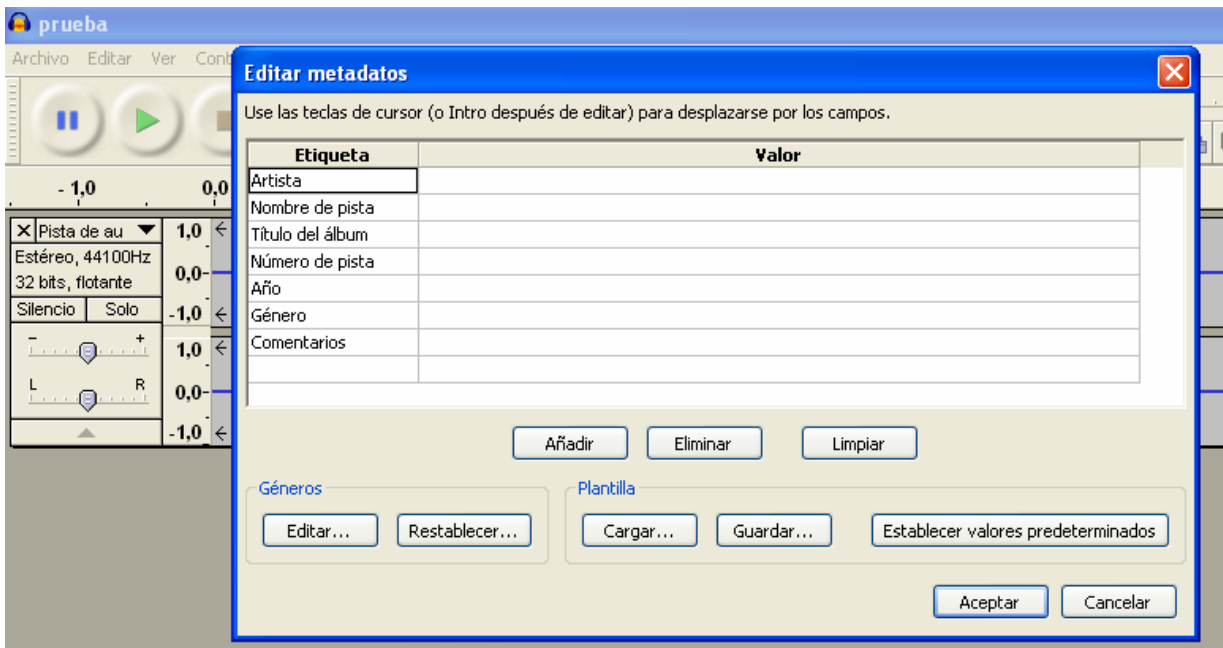 prueba
Archivo Editar Ver Cont
Editar metadatos
Use las teclas de cursor (o Intro después de editar) para desplazarse por los campos.
Etiqueta Valor
Artista
Nombre de pista
Título del álbum
Número de pista
Año
Género
Comentarios
Añadir Eliminar Limpiar
Géneros
Editar... Restablecer...
Plantilla
Cargar... Guardar... Establecer valores predeterminados
Aceptar Cancelar
- 1,0 0,0
Pista de au
Estéreo, 44100Hz
32 bits, flotante
Silencio Solo
- +
L R
1,0
0,0-
-1,0
1,0
0,0-
-1,0